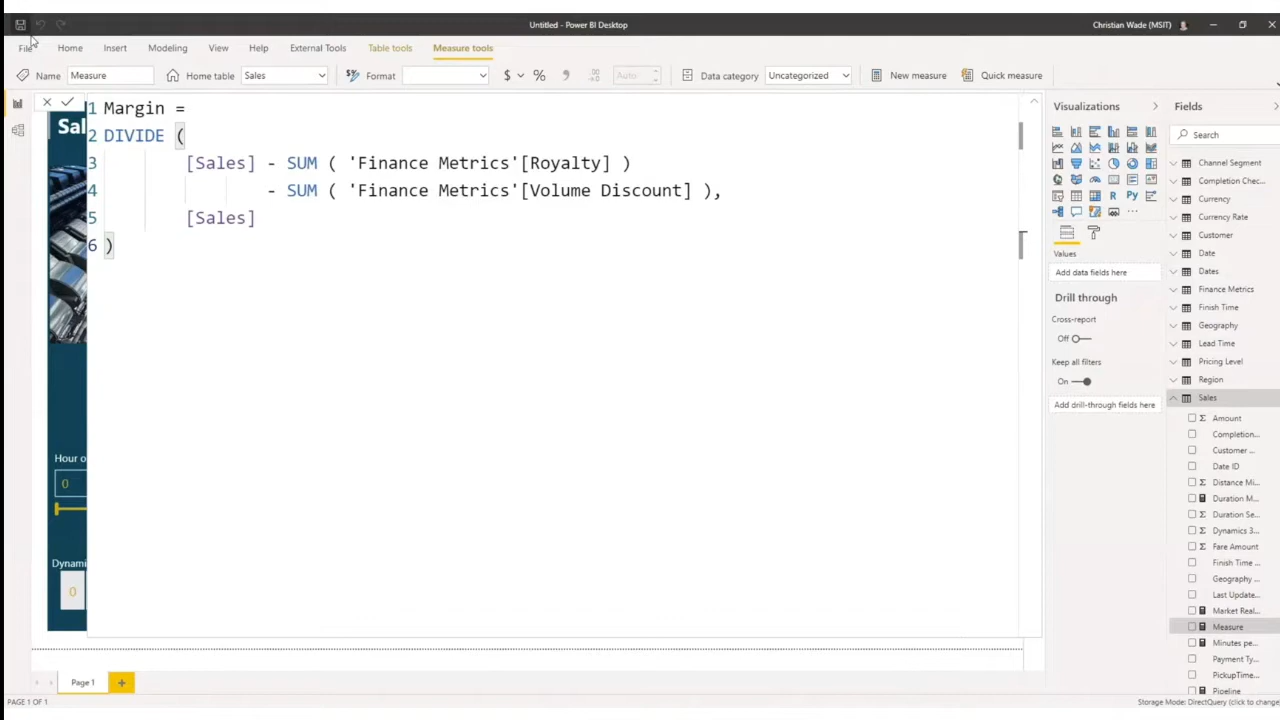 Untitled - Power BI Desktop
Christian Wade (MSIT)
File Home Insert Modeling View Help External Tools Table tools Measure tools
Name Measure Home table Sales Format $ % 9 Auto Data category Uncategorized New measure Quick measure
1 Margin =
2 DIVIDE (
3 [Sales] - SUM ( 'Finance Metrics'[Royalty] )
4 - SUM ( 'Finance Metrics'[Volume Discount] ),
5 [Sales]
6 )
Sal
Hour o
0
Dynami
0
Visualizations
R Py
Values
Add data fields here
Drill through
Cross-report
Off
Keep all filters
On
Add drill-through fields here
Fields
Search
Channel Segment
Completion Chec...
Currency
Currency Rate
Customer
Date
Dates
Finance Metrics
Finish Time
Geography
Lead Time
Pricing Level
Region
Sales
Σ Amount
Completion...
Customer ...
Date ID
Σ Distance Mi...
Duration M...
Σ Duration Se...
Σ Dynamics 3...
Σ Fare Amount
Finish Time ...
Geography ...
Last Update...
Market Real...
Measure
Minutes pe...
Payment Ty...
PickupTime...
Pipeline
Page 1 +
PAGE 1 OF 1
Storage Mode: DirectQuery (click to change